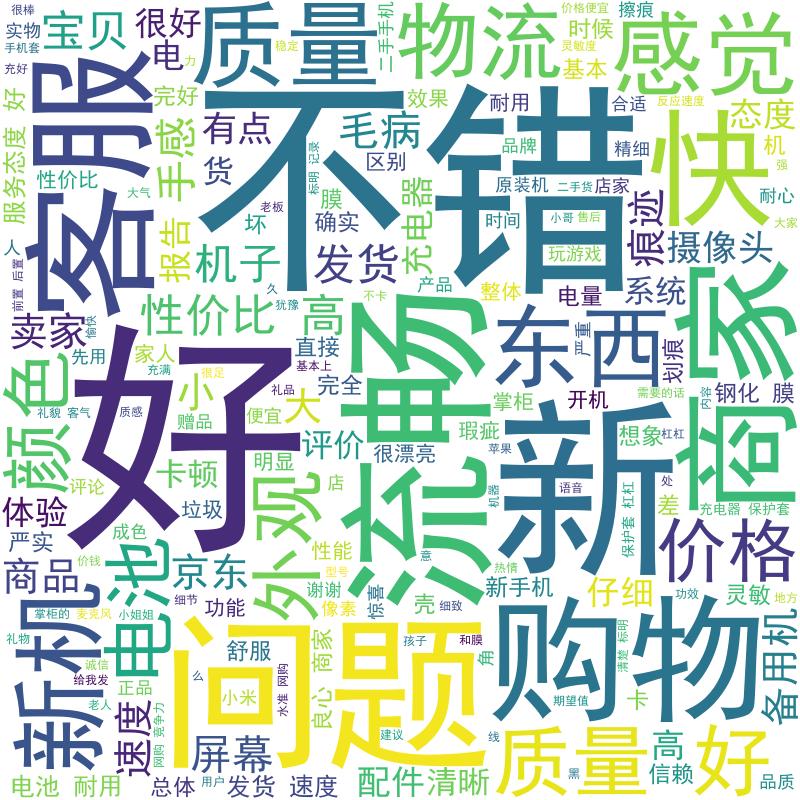 很棒
实物
宝贝
很好
质量
二手手机
物流
价格便宜
擦痕
感觉
手机套
电
力
稳定
灵敏度
时候
基本
充好
好
客服
完好
不错
效果
耐用
合适
反应速度
态度
服务态度
手感
有点
毛病
品牌
精细
快
机
强
性价比
货
标明 记录
区别
原装机
二手货
店家
耐心
大气
老板
膜
充电器
时间
小哥
售后
痕迹
大家
人
报告
坏
确实
玩游戏
摄像头
前置 后置
机子
发货
产品
整体
电量
系统
卖家
愉快
性价比
高
久
犹豫
不卡
流畅
东西
严重
划痕
商家
先用
家人
充满
很足
直接
基本上
颜色
礼貌 客气
质感
好
小
赠品
便宜
礼品
大
完全
掌柜
开机
需要的话
内容
钢化 膜
评论
卡顿
明显
评价
很漂亮
瑕疵
苹果
新
想象
杠杠
体验
垃圾
外观
店
机器
语音
处
差
充电器 保护套
保护套 杠杠
严实
成色
性能
意
热情
价格
商品
价钱
电池
京东
型号
谢谢
惊喜
新手机
仔细
功效
灵敏
地方
新机
掌柜的
麦克风
小姐姐
细节
功能
像素
壳
细致
购物
备用机
礼物
诚信
给我发
问题
舒服
商家
孩子
和膜
角
清楚 标明
正品
么
小米
水准 网购
良心
期望值
卡
老人
速度
网购 竞争力
屏幕
建议
线
质量
高
好
电池 耐用
总体
用户
发货 速度
配件
清晰
黑
信赖
品质